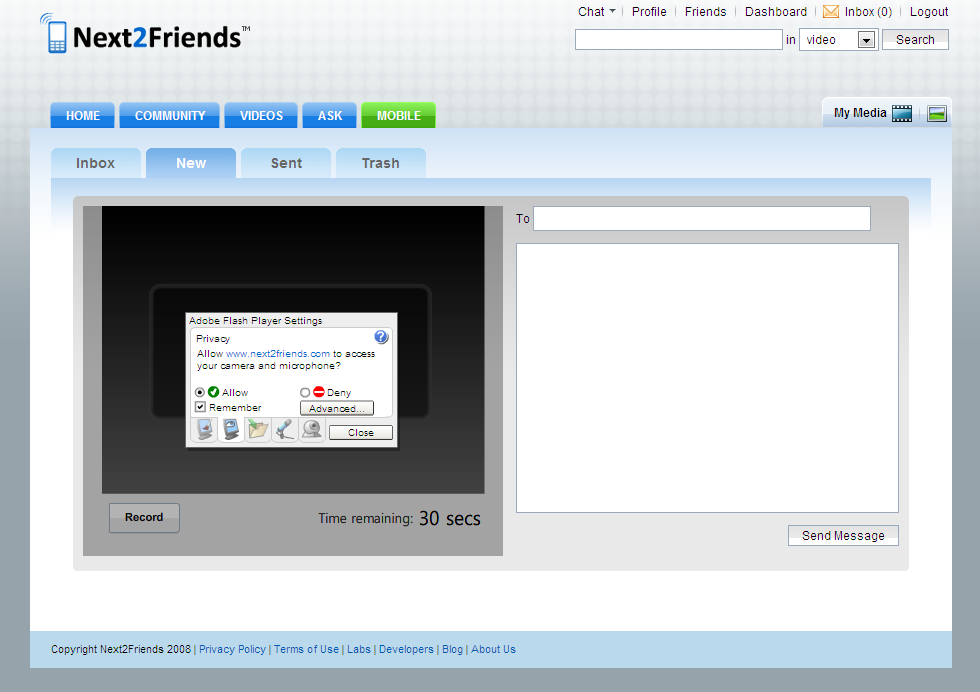 Chat Profile Friends Dashboard Inbox (0) Logout
Next2Friends™
in video Search
HOME COMMUNITY VIDEOS ASK MOBILE
My Media
Inbox New Sent Trash
To
Adobe Flash Player Settings
Privacy
?
Allow www.next2friends.com to access
your camera and microphone?
Allow Deny
Remember Advanced...
Close
Record Time remaining: 30 secs
Send Message
Copyright Next2Friends 2008 | Privacy Policy | Terms of Use | Labs | Developers | Blog | About Us